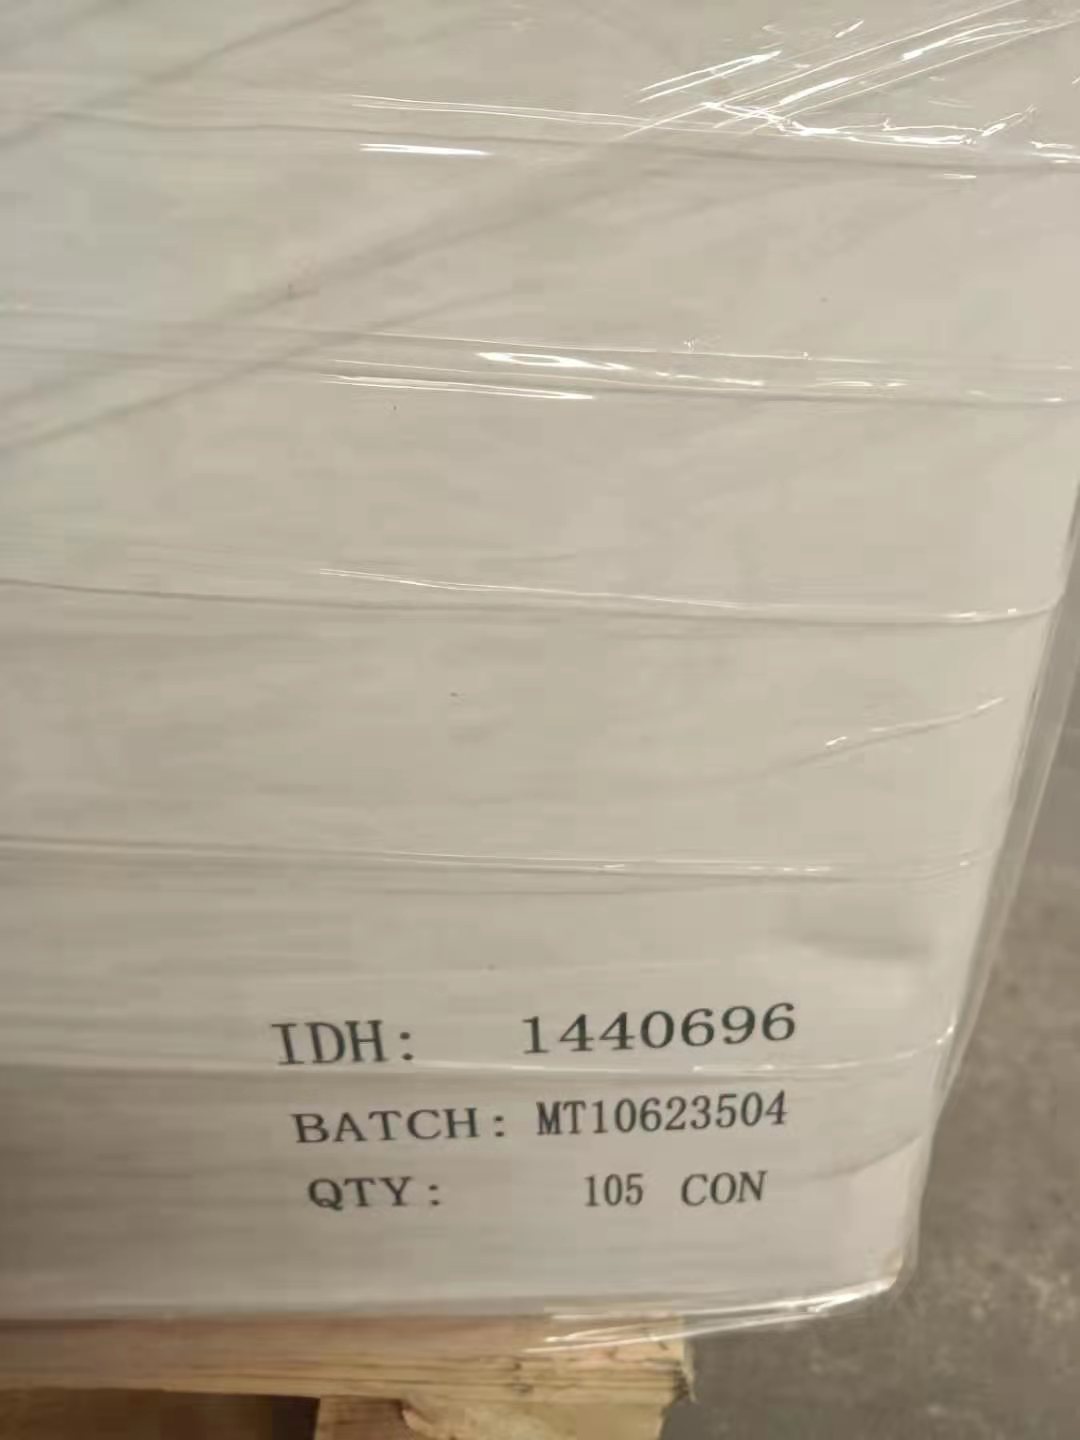 IDH: 1440696
BATCH: MT10623504
QTY: 105 CON